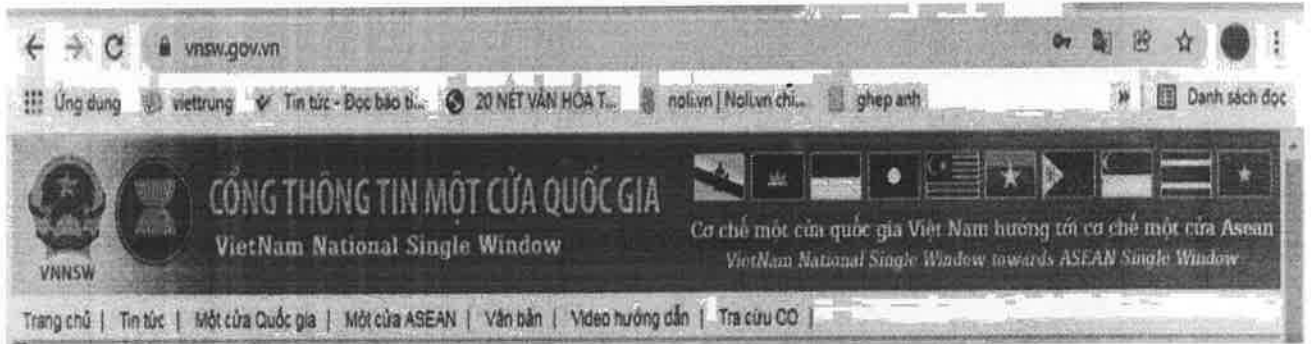 vnsw.gov.vn
Ứng dụng viettrung Tin tức - Đọc báo ti... 20 NÉT VĂN HÓA T... noli.vn | Noli.vn chi... ghep anh » Danh sách đọc
CỔNG THÔNG TIN MỘT CỬA QUỐC GIA
VietNam National Single Window
VNNSW
Cơ chế một cửa quốc gia Việt Nam hướng tới cơ chế một cửa Asean
VietNam National Single Window towards ASEAN Single Window
Trang chủ | Tin tức | Một cửa Quốc gia | Một cửa ASEAN | Văn bản | Video hướng dẫn | Tra cứu CO |